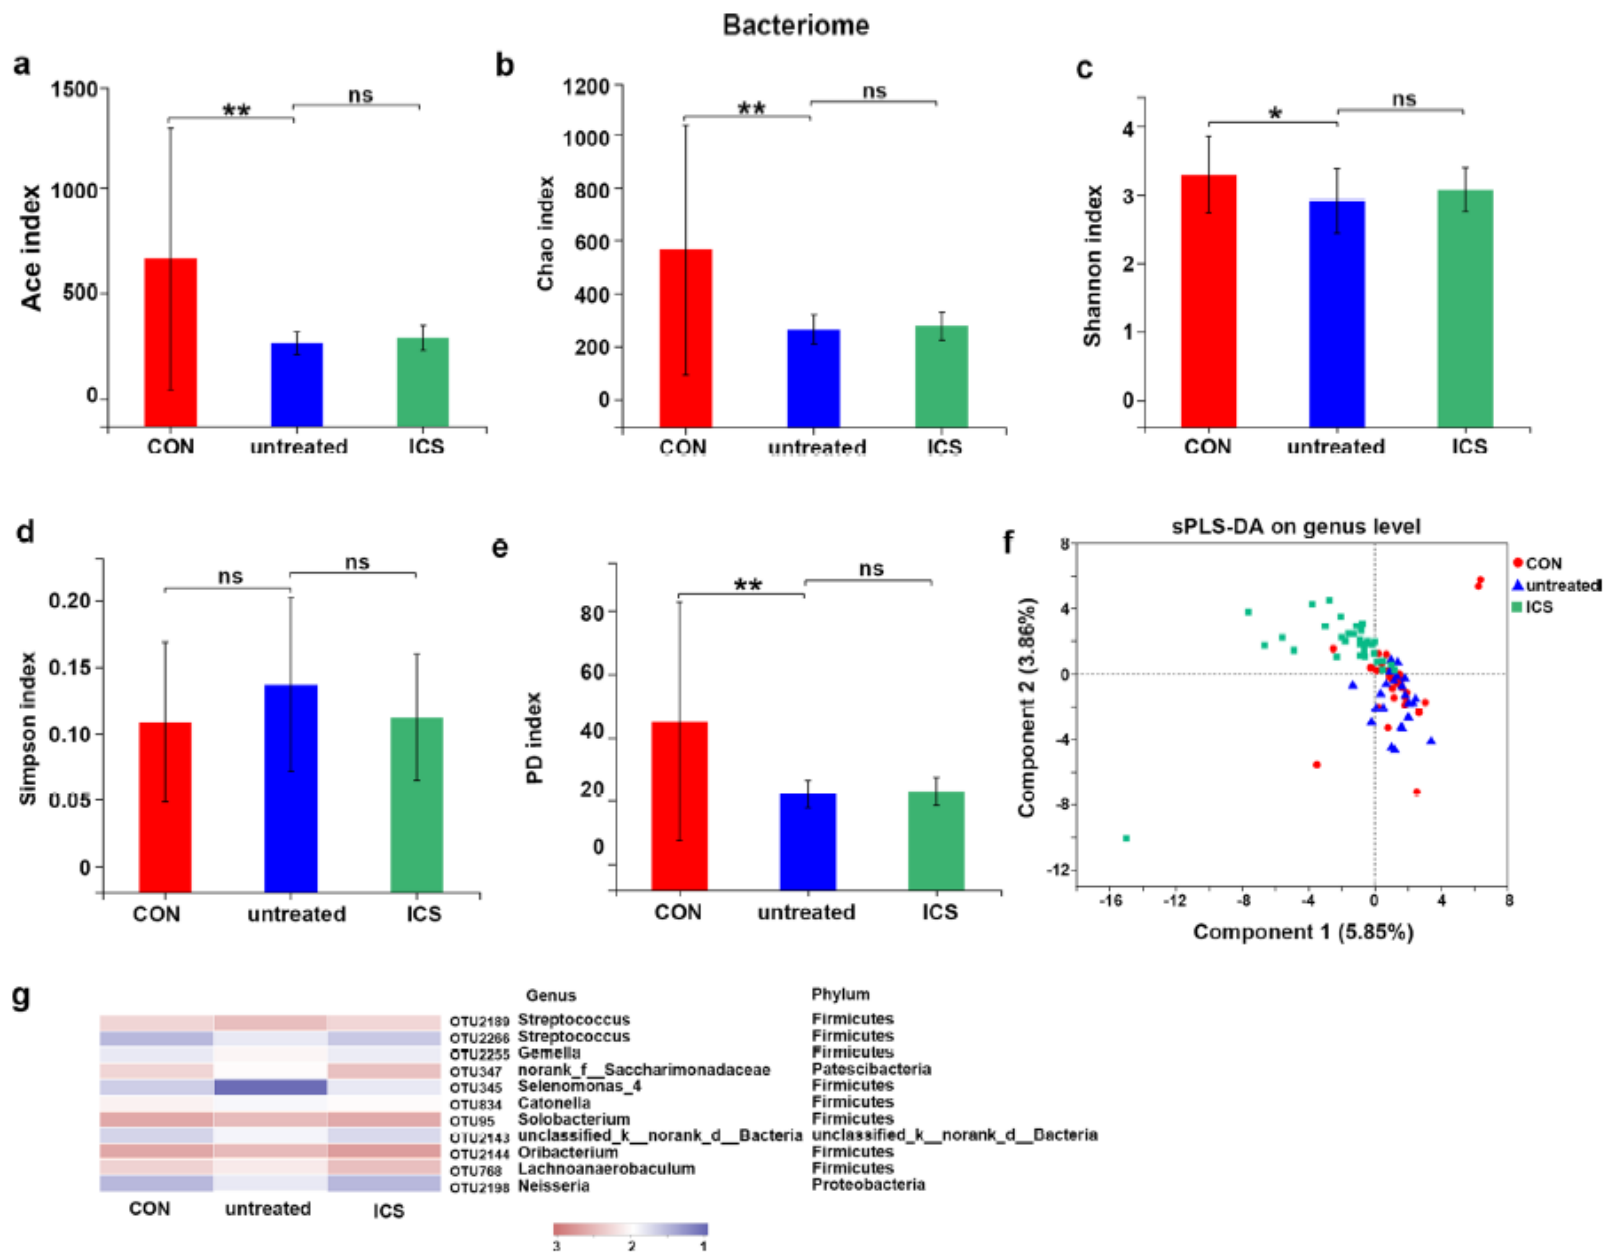 Bacteriome
a
1500
1000
500
0
Ace index
**
ns
CON
untreated
ICS
b
1200
1000
800
600
400
200
0
Chao index
**
ns
CON
untreated
ICS
c
4
3
2
1
0
Shannon index
*
ns
CON
untreated
ICS
d
0.20
0.15
0.10
0.05
0
Simpson index
ns
ns
CON
untreated
ICS
e
80
60
40
20
0
PD index
**
ns
CON
untreated
ICS
f
sPLS-DA on genus level
8
4
0
-4
-8
-12
Component 2 (3.86%)
-16
-12
-8
-4
0
4
8
Component 1 (5.85%)
CON
untreated
ICS
g
Genus Phylum
OTU2189 Streptococcus Firmicutes
OTU2266 Streptococcus Firmicutes
OTU2255 Gemella Firmicutes
OTU347 norank_f__Saccharimonadaceae Patescibacteria
OTU345 Selenomonas_4 Firmicutes
OTU834 Catonella Firmicutes
OTU95 Solobacterium Firmicutes
OTU2143 unclassified_k__norank_d__Bacteria unclassified_k__norank_d__Bacteria
OTU2144 Oribacterium Firmicutes
OTU768 Lachnoanaerobaculum Firmicutes
OTU2198 Neisseria Proteobacteria
CON untreated ICS
3 2 1